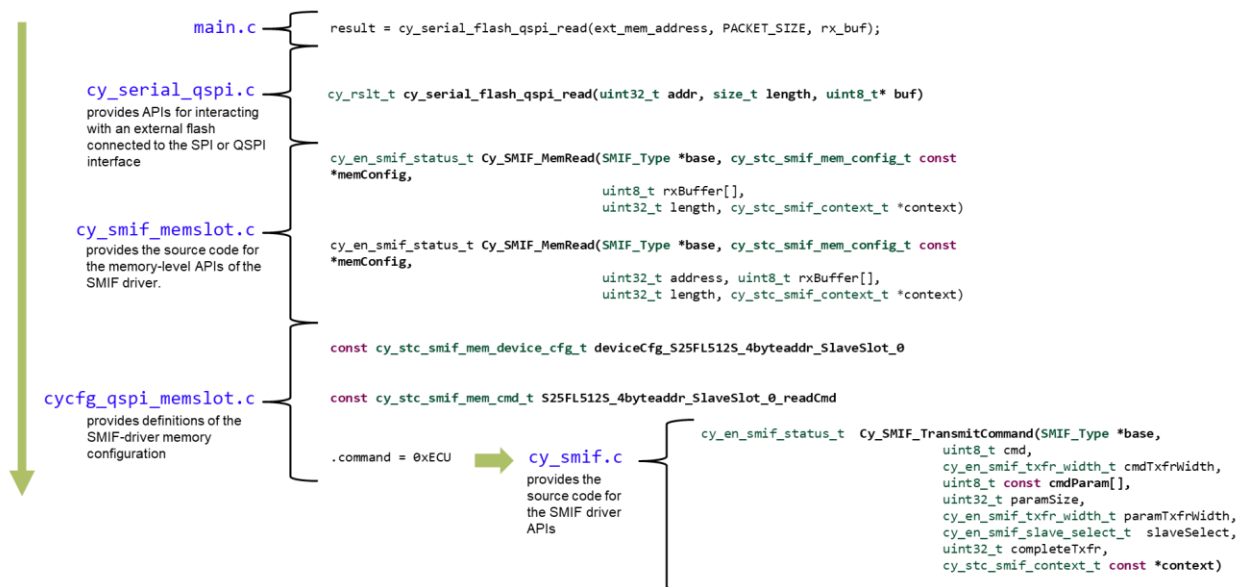 main.c
result = cy_serial_flash_qspi_read(ext_mem_address, PACKET_SIZE, rx_buf);
cy_serial_qspi.c
provides APIs for interacting
with an external flash
connected to the SPI or QSPI
interface
cy_rslt_t cy_serial_flash_qspi_read(uint32_t addr, size_t length, uint8_t* buf)
cy_smif_memslot.c
provides the source code for
the memory-level APIs of the
SMIF driver.
cy_en_smif_status_t Cy_SMIF_MemRead(SMIF_Type *base, cy_stc_smif_mem_config_t const
*memConfig,
uint8_t rxBuffer[],
uint32_t length, cy_stc_smif_context_t *context)
cy_en_smif_status_t Cy_SMIF_MemRead(SMIF_Type *base, cy_stc_smif_mem_config_t const
*memConfig,
uint32_t address, uint8_t rxBuffer[],
uint32_t length, cy_stc_smif_context_t *context)
cycfg_qspi_memslot.c
provides definitions of the
SMIF-driver memory
configuration
const cy_stc_smif_mem_device_cfg_t deviceCfg_S25FL512S_4byteaddr_SlaveSlot_0
const cy_stc_smif_mem_cmd_t S25FL512S_4byteaddr_SlaveSlot_0_readCmd
.command = 0xECU
cy_smif.c
provides the
source code for
the SMIF driver
APIs
cy_en_smif_status_t Cy_SMIF_TransmitCommand(SMIF_Type *base,
uint8_t cmd,
cy_en_smif_txfr_width_t cmdTxfrWidth,
uint8_t const cmdParam[],
uint32_t paramSize,
cy_en_smif_txfr_width_t paramTxfrWidth,
cy_en_smif_slave_select_t slaveSelect,
uint32_t completeTxfr,
cy_stc_smif_context_t const *context)